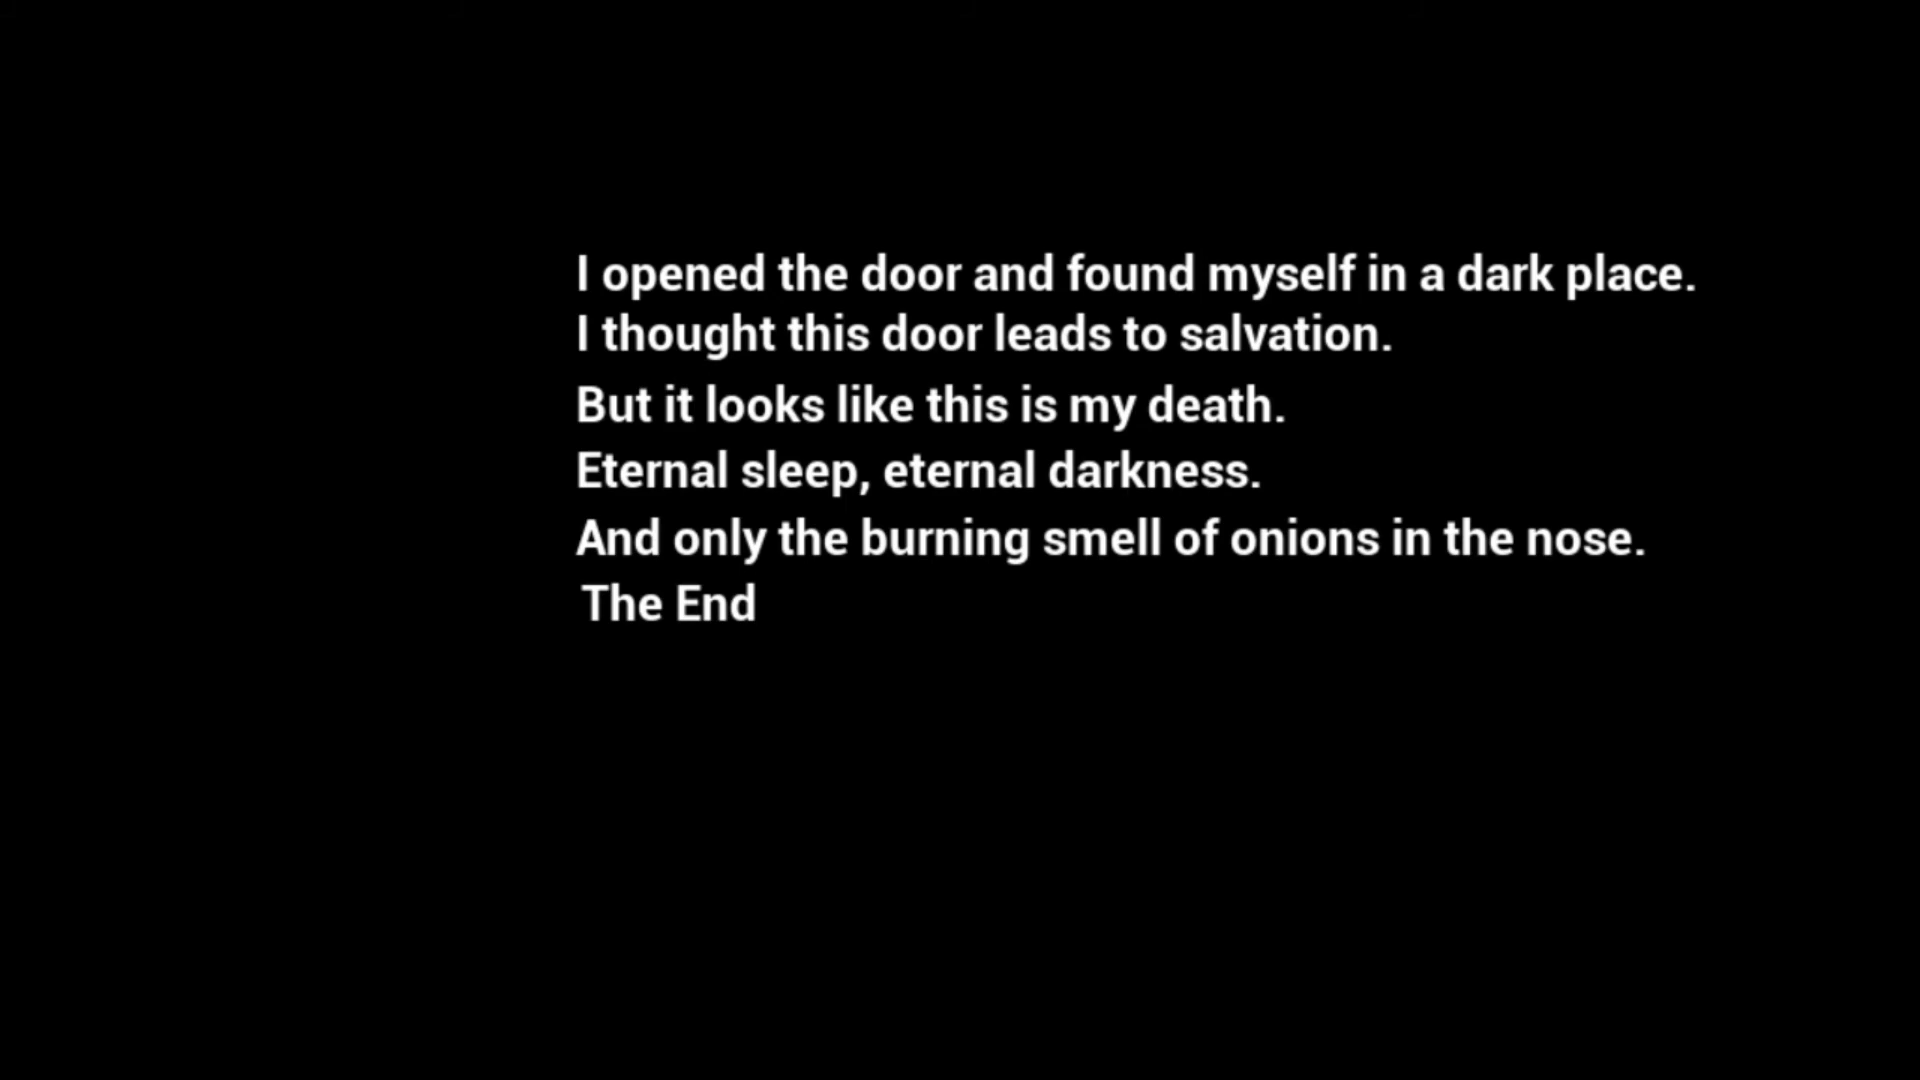 I opened the door and found myself in a dark place.
I thought this door leads to salvation.
But it looks like this is my death.
Eternal sleep, eternal darkness.
And only the burning smell of onions in the nose.
The End